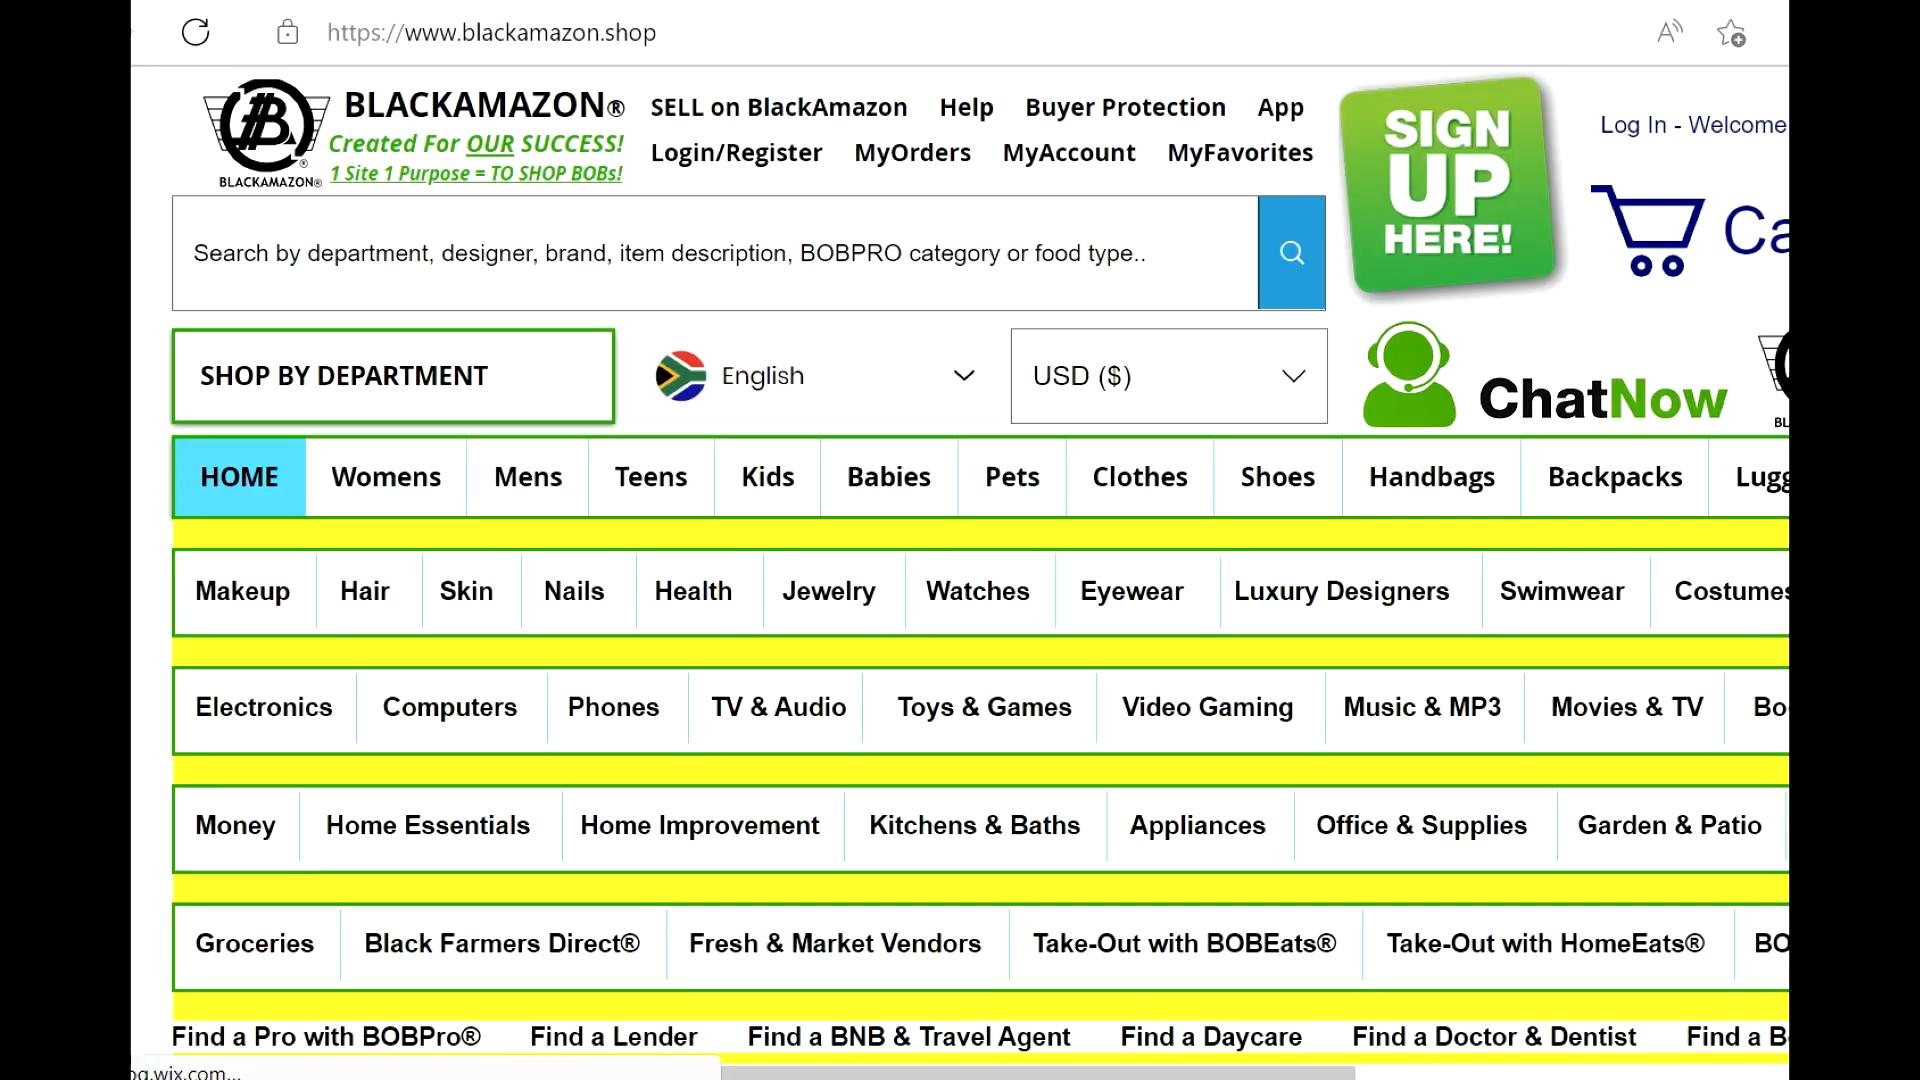 https://www.blackamazon.shop
BLACKAMAZON®
Created For OUR SUCCESS!
1 Site 1 Purpose = TO SHOP BOBs!
BLACKAMAZON®
SELL on BlackAmazon Help Buyer Protection App
Login/Register MyOrders MyAccount MyFavorites
SIGN
UP
HERE!
Log In - Welcome
Search by department, designer, brand, item description, BOBPRO category or food type..
SHOP BY DEPARTMENT
English
USD ($)
ChatNow
HOME Womens Mens Teens Kids Babies Pets Clothes Shoes Handbags Backpacks
Makeup Hair Skin Nails Health Jewelry Watches Eyewear Luxury Designers Swimwear Costumes
Electronics Computers Phones TV & Audio Toys & Games Video Gaming Music & MP3 Movies & TV
Money Home Essentials Home Improvement Kitchens & Baths Appliances Office & Supplies Garden & Patio
Groceries Black Farmers Direct® Fresh & Market Vendors Take-Out with BOBEats® Take-Out with HomeEats®
Find a Pro with BOBPro® Find a Lender Find a BNB & Travel Agent Find a Daycare Find a Doctor & Dentist Find a